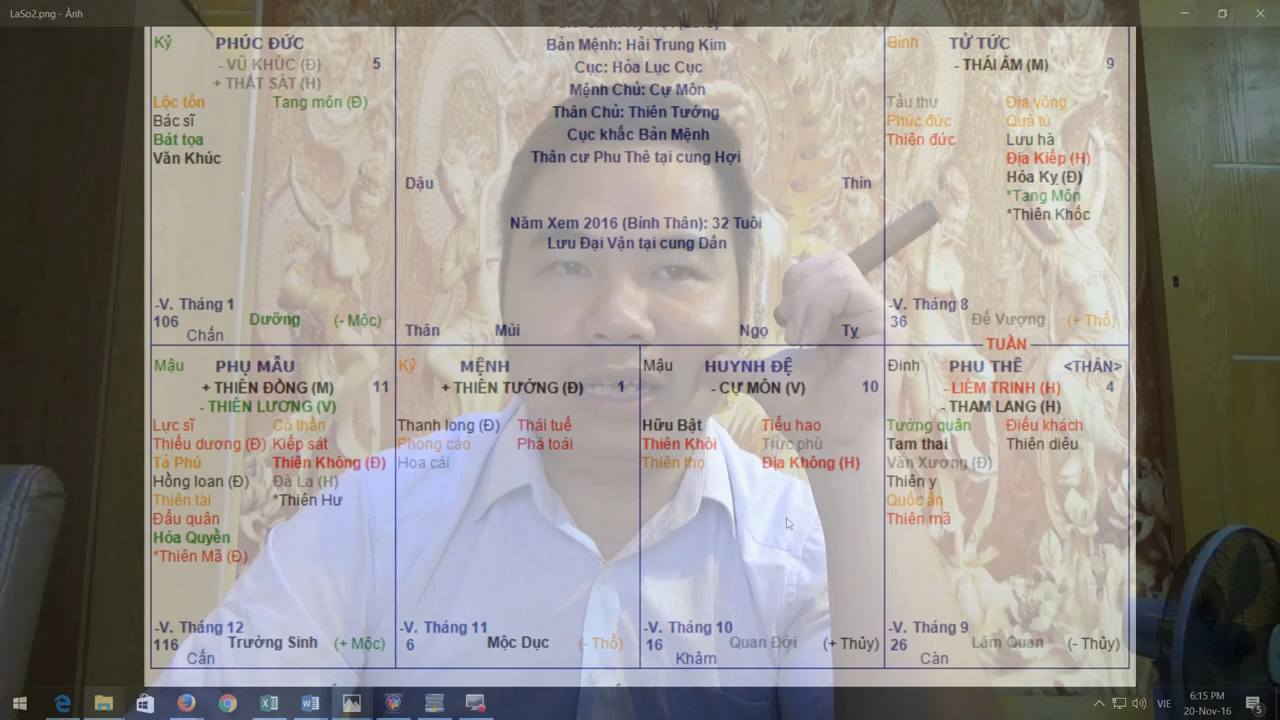 LaSo2.png - Ảnh
Kỷ PHÚC ĐỨC
- VŨ KHÚC (Đ) 5
+ THẤT SÁT (H)
Lộc tồn Tang môn (Đ)
Bác sĩ
Bát tọa
Văn Khúc
-V. Tháng 1
106 Dưỡng (- Mộc)
Chấn
Bản Mệnh: Hải Trung Kim
Cục: Hỏa Lục Cục
Mệnh Chủ: Cự Môn
Thân Chủ: Thiên Tướng
Cục khắc Bản Mệnh
Thân cư Phu Thê tại cung Hợi
Dậu Thìn
Năm Xem 2016 (Bính Thân): 32 Tuổi
Lưu Đại Vận tại cung Dần
Thân Mùi Ngọ Tỵ
Bính TỬ TỨC
- THÁI ÂM (M) 9
Tấu thư Địa võng
Phúc đức Quả tú
Thiên đức Lưu hà
Địa Kiếp (H)
Hóa Kỵ (Đ)
*Tang Môn
*Thiên Khốc
-V. Tháng 8
36 Đế Vượng (+ Thổ)
TUẦN
Mậu PHỤ MẪU
+ THIÊN ĐỒNG (M) 11
- THIÊN LƯƠNG (V)
Lực sĩ Cô thần
Thiếu dương (Đ) Kiếp sát
Tả Phù Thiên Không (Đ)
Hồng loan (Đ) Đà La (H)
Thiên tài *Thiên Hư
Đẩu quân
Hóa Quyền
*Thiên Mã (Đ)
-V. Tháng 12
116 Trường Sinh (+ Mộc)
Cấn
Kỷ MỆNH
+ THIÊN TƯỚNG (Đ) 1
Thanh long (Đ) Thái tuế
Phong cáo Phá toái
Hoa cái
-V. Tháng 11
6 Mộc Dục (- Thổ)
Mậu HUYNH ĐỆ
- CỰ MÔN (V) 10
Hữu Bật Tiểu hao
Thiên Khôi Trực phù
Thiên thọ Địa Không (H)
-V. Tháng 10
16 Quan Đới (+ Thủy)
Khảm
Đinh PHU THÊ <THÂN>
- LIÊM TRINH (H) 4
- THAM LANG (H)
Tướng quân Điếu khách
Tam thai Thiên diêu
Văn Xương (Đ)
Thiên y
Quốc ấn
Thiên mã
-V. Tháng 9
26 Lâm Quan (- Thủy)
Càn
VIE
6:15 PM
20-Nov-16
5